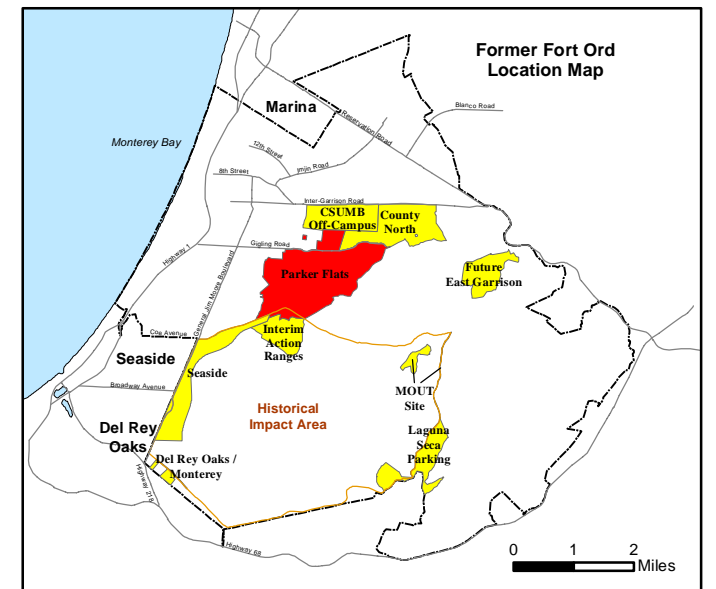 Former Fort Ord
Location Map
Marina
Blanco Road
Reservation Road
Monterey Bay
12th Street
Imjin Road
8th Street
Inter-Garrison Road
CSUMB
Off-Campus
County
North
Gigling Road
Highway 1
General Jim Moore Boulevard
Parker Flats
Future
East Garrison
Coe Avenue
Interim
Action
Ranges
Seaside
Seaside
Broadway Avenue
MOUT
Site
Historical
Impact Area
Del Rey
Oaks
Laguna
Seca
Parking
Del Rey Oaks /
Monterey
Highway 218
Highway 68
0 1 2
Miles